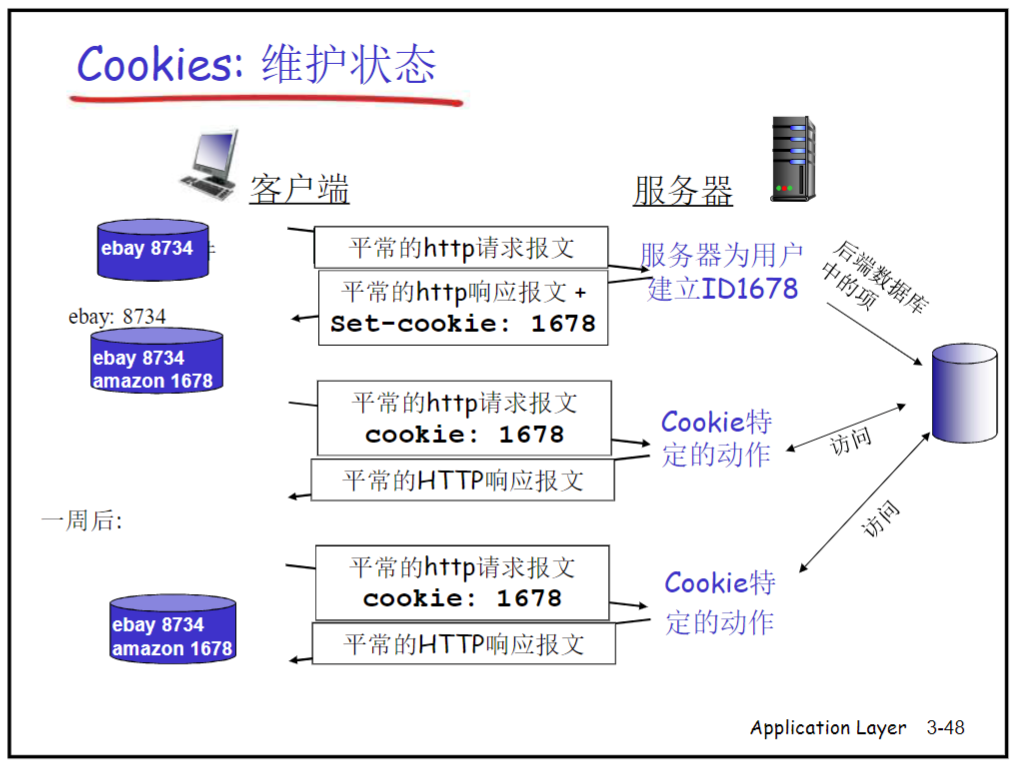 Cookies: 维护状态
客户端
服务器
ebay 8734
平常的http请求报文
服务器为用户
建立ID1678
后端数据库
中的项
平常的http响应报文 +
Set-cookie: 1678
ebay: 8734
ebay 8734
amazon 1678
平常的http请求报文
cookie: 1678
Cookie特
定的动作
访问
平常的HTTP响应报文
一周后:
访问
平常的http请求报文
cookie: 1678
Cookie特
定的动作
ebay 8734
amazon 1678
平常的HTTP响应报文
Application Layer 3-48